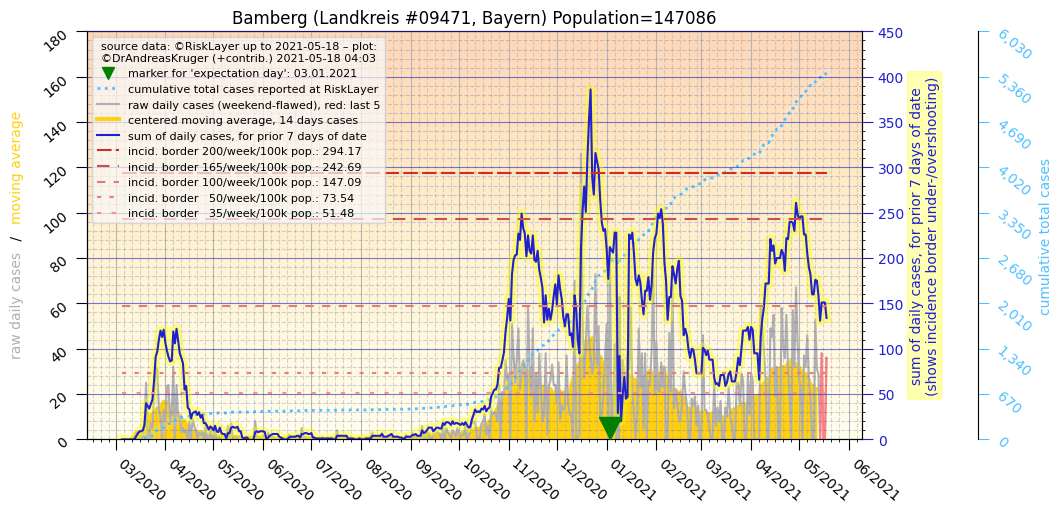 Bamberg (Landkreis #09471, Bayern) Population=147086
source data: ©RiskLayer up to 2021-05-18 – plot:
©DrAndreasKruger (+contrib.) 2021-05-18 04:03
marker for 'expectation day': 03.01.2021
cumulative total cases reported at RiskLayer
raw daily cases (weekend-flawed), red: last 5
centered moving average, 14 days cases
sum of daily cases, for prior 7 days of date
incid. border 200/week/100k pop.: 294.17
incid. border 165/week/100k pop.: 242.69
incid. border 100/week/100k pop.: 147.09
incid. border   50/week/100k pop.: 73.54
incid. border   35/week/100k pop.: 51.48
raw daily cases   /   moving average
180
160
140
120
100
80
60
40
20
0
450
400
350
300
250
200
150
100
50
0
sum of daily cases, for prior 7 days of date
(shows incidence border under-/overshooting)
6,030
5,360
4,690
4,020
3,350
2,680
2,010
1,340
670
0
cumulative total cases
03/2020
04/2020
05/2020
06/2020
07/2020
08/2020
09/2020
10/2020
11/2020
12/2020
01/2021
02/2021
03/2021
04/2021
05/2021
06/2021